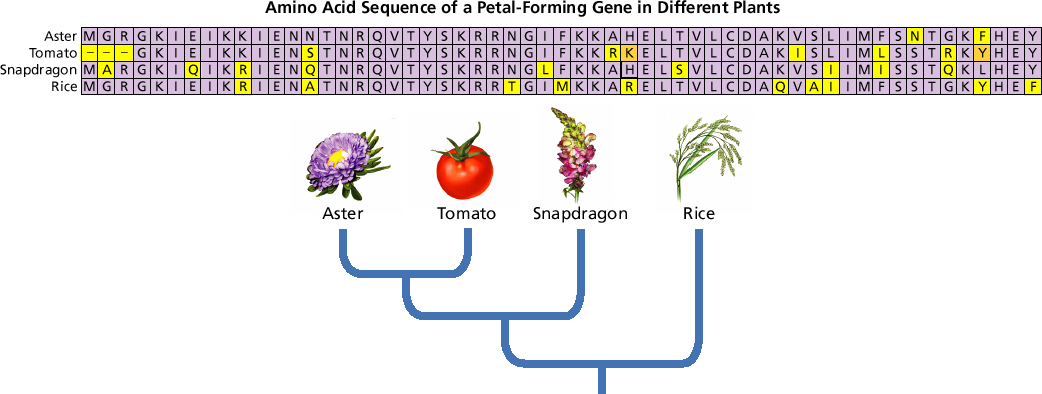 Amino Acid Sequence of a Petal-Forming Gene in Different Plants
Aster M G R G K I E I K K I E N N T N R Q V T Y S K R R N G I F K K A H E L T V L C D A K V S L I M F S N T G K F H E Y
Tomato – – – G K I E I K K I E N S T N R Q V T Y S K R R N G I F K K R K E L T V L C D A K I S L I M L S S T R K Y H E Y
Snapdragon M A R G K I Q I K R I E N Q T N R Q V T Y S K R R N G L F K K A H E L S V L C D A K V S I I M I S S T Q K L H E Y
Rice M G R G K I E I K R I E N A T N R Q V T Y S K R R T G I M K K A R E L T V L C D A Q V A I I M F S S T G K Y H E F
Aster Tomato Snapdragon Rice